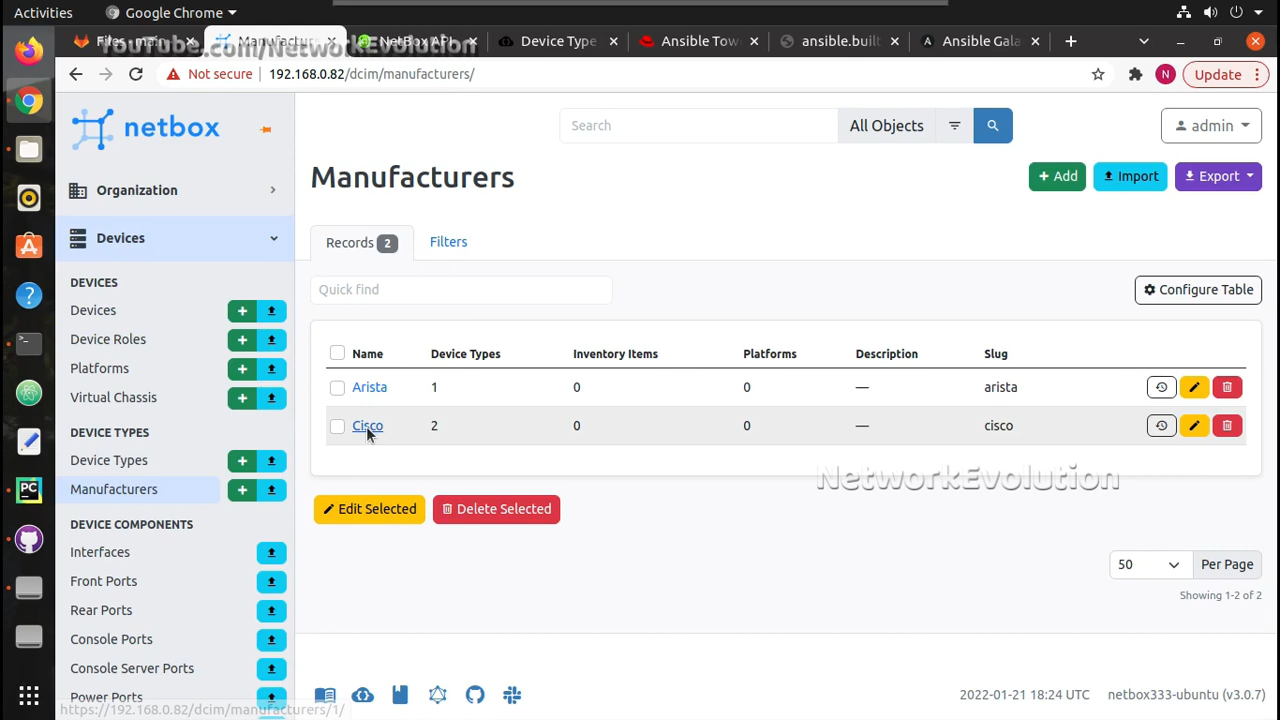 Activities
Google Chrome
Youtube.com/NetworkEvolution
Device Type
Ansible Tow
ansible.built
Ansible Gala
Not secure
192.168.0.82/dcim/manufacturers/
N
Update
netbox
Search
All Objects
admin
Organization
Manufacturers
Add
Import
Export
Devices
Records 2
Filters
DEVICES
Quick find
Configure Table
Devices
Device Roles
Name
Device Types
Inventory Items
Platforms
Description
Slug
Platforms
Arista
1
0
0
—
arista
Virtual Chassis
Cisco
2
0
0
—
cisco
DEVICE TYPES
Device Types
NetworkEvolution
Manufacturers
Edit Selected
Delete Selected
DEVICE COMPONENTS
Interfaces
50
Per Page
Front Ports
Showing 1-2 of 2
Rear Ports
Console Ports
Console Server Ports
Power Ports
2022-01-21 18:24 UTC
netbox333-ubuntu (v3.0.7)
https://192.168.0.82/dcim/manufacturers/1/